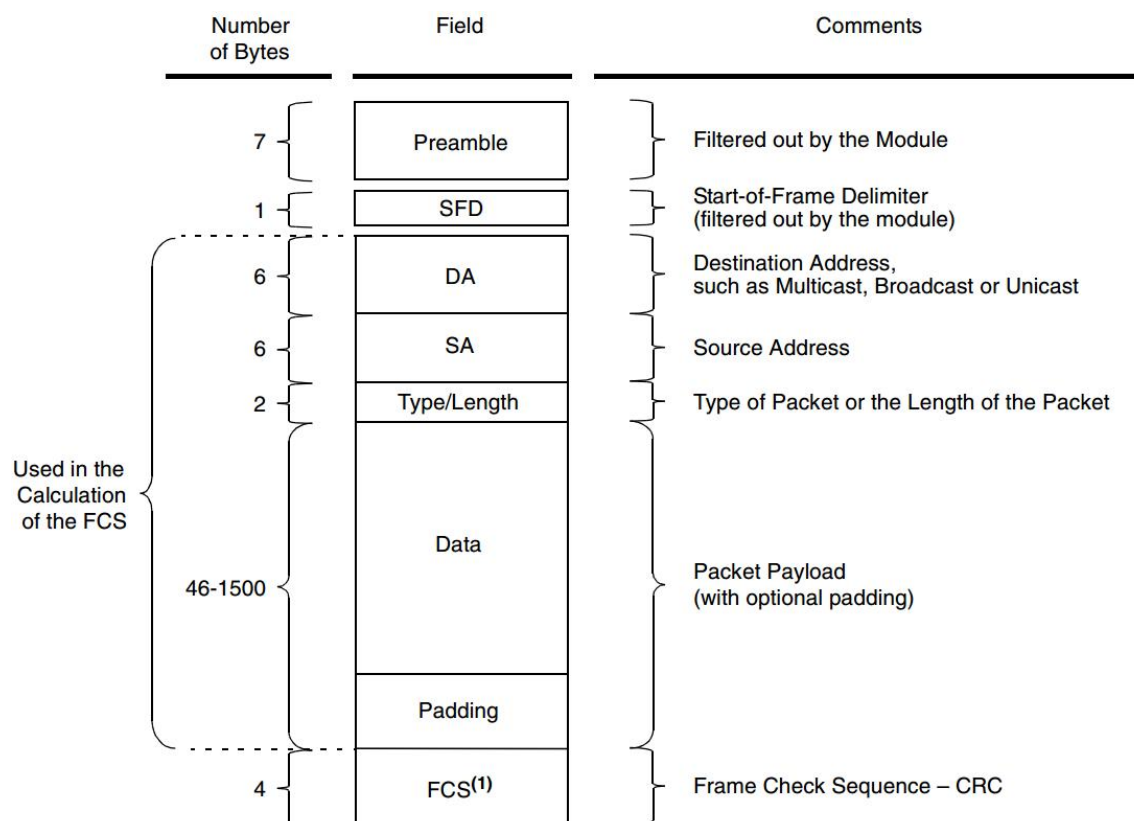 Number
of Bytes
Field
Comments
7
Preamble
Filtered out by the Module
1
SFD
Start-of-Frame Delimiter
(filtered out by the module)
6
DA
Destination Address,
such as Multicast, Broadcast or Unicast
6
SA
Source Address
2
Type/Length
Type of Packet or the Length of the Packet
Used in the
Calculation
of the FCS
46-1500
Data
Packet Payload
(with optional padding)
Padding
4
FCS(1)
Frame Check Sequence – CRC